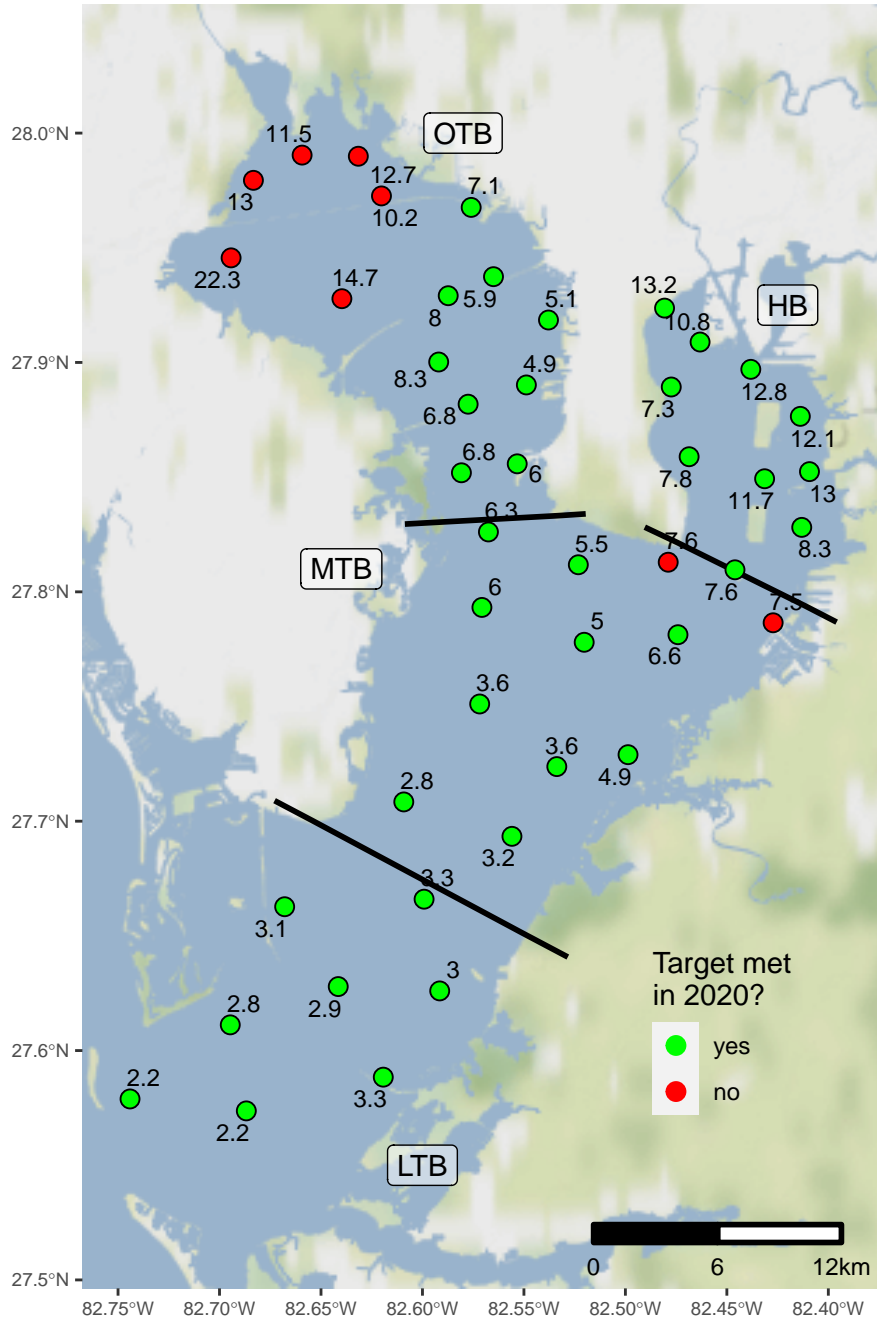 28.0°N
27.9°N
27.8°N
27.7°N
27.6°N
27.5°N
OTB
11.5
12.7
13
10.2
7.1
22.3
14.7
8
5.9
5.1
13.2
10.8
HB
8.3
4.9
7.3
12.8
6.8
12.1
6.8
6
7.8
11.7
13
6.3
8.3
MTB
5.5
7.6
7.6
7.5
6
5
6.6
3.6
3.6
4.9
2.8
3.2
3.3
3.1
3
2.9
2.8
2.2
2.2
3.3
LTB
Target met
in 2020?
yes
no
0 6 12km
82.75°W 82.70°W 82.65°W 82.60°W 82.55°W 82.50°W 82.45°W 82.40°W